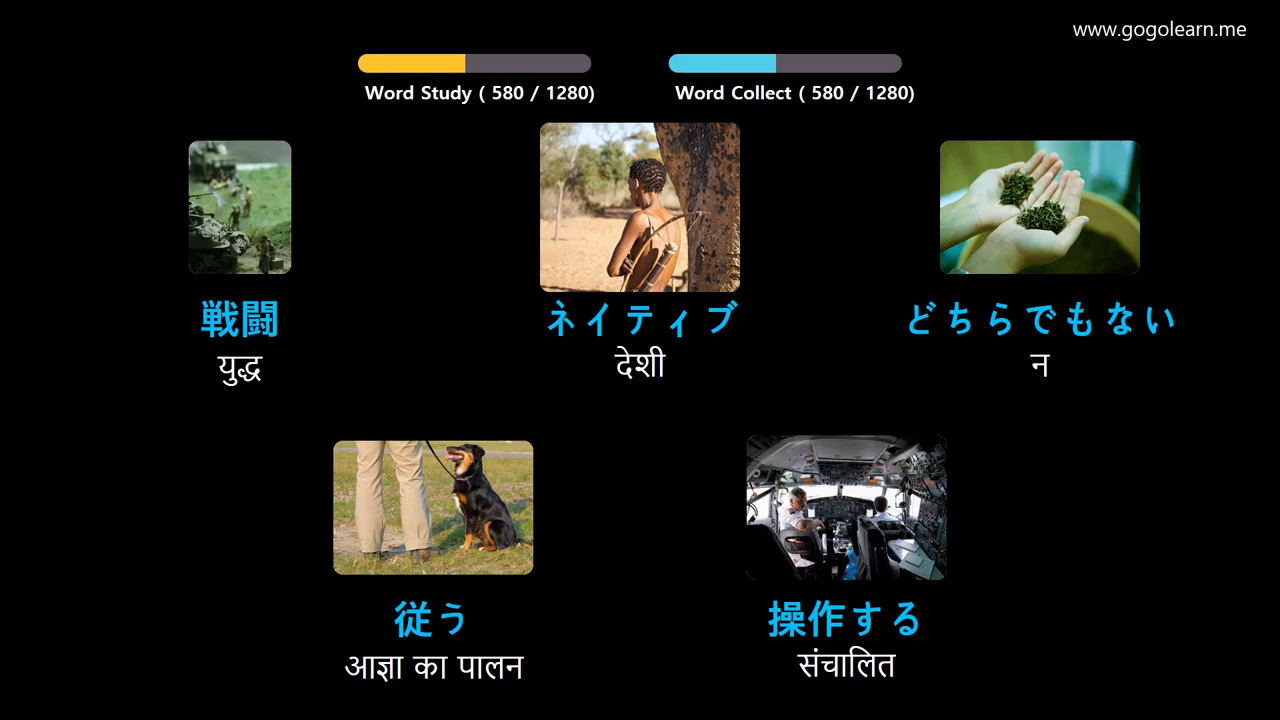 www.gogolearn.me
Word Study ( 580 / 1280)
Word Collect ( 580 / 1280)
戦闘
युद्ध
ネイティブ
देशी
どちらでもない
न
従う
आज्ञा का पालन
操作する
संचालित